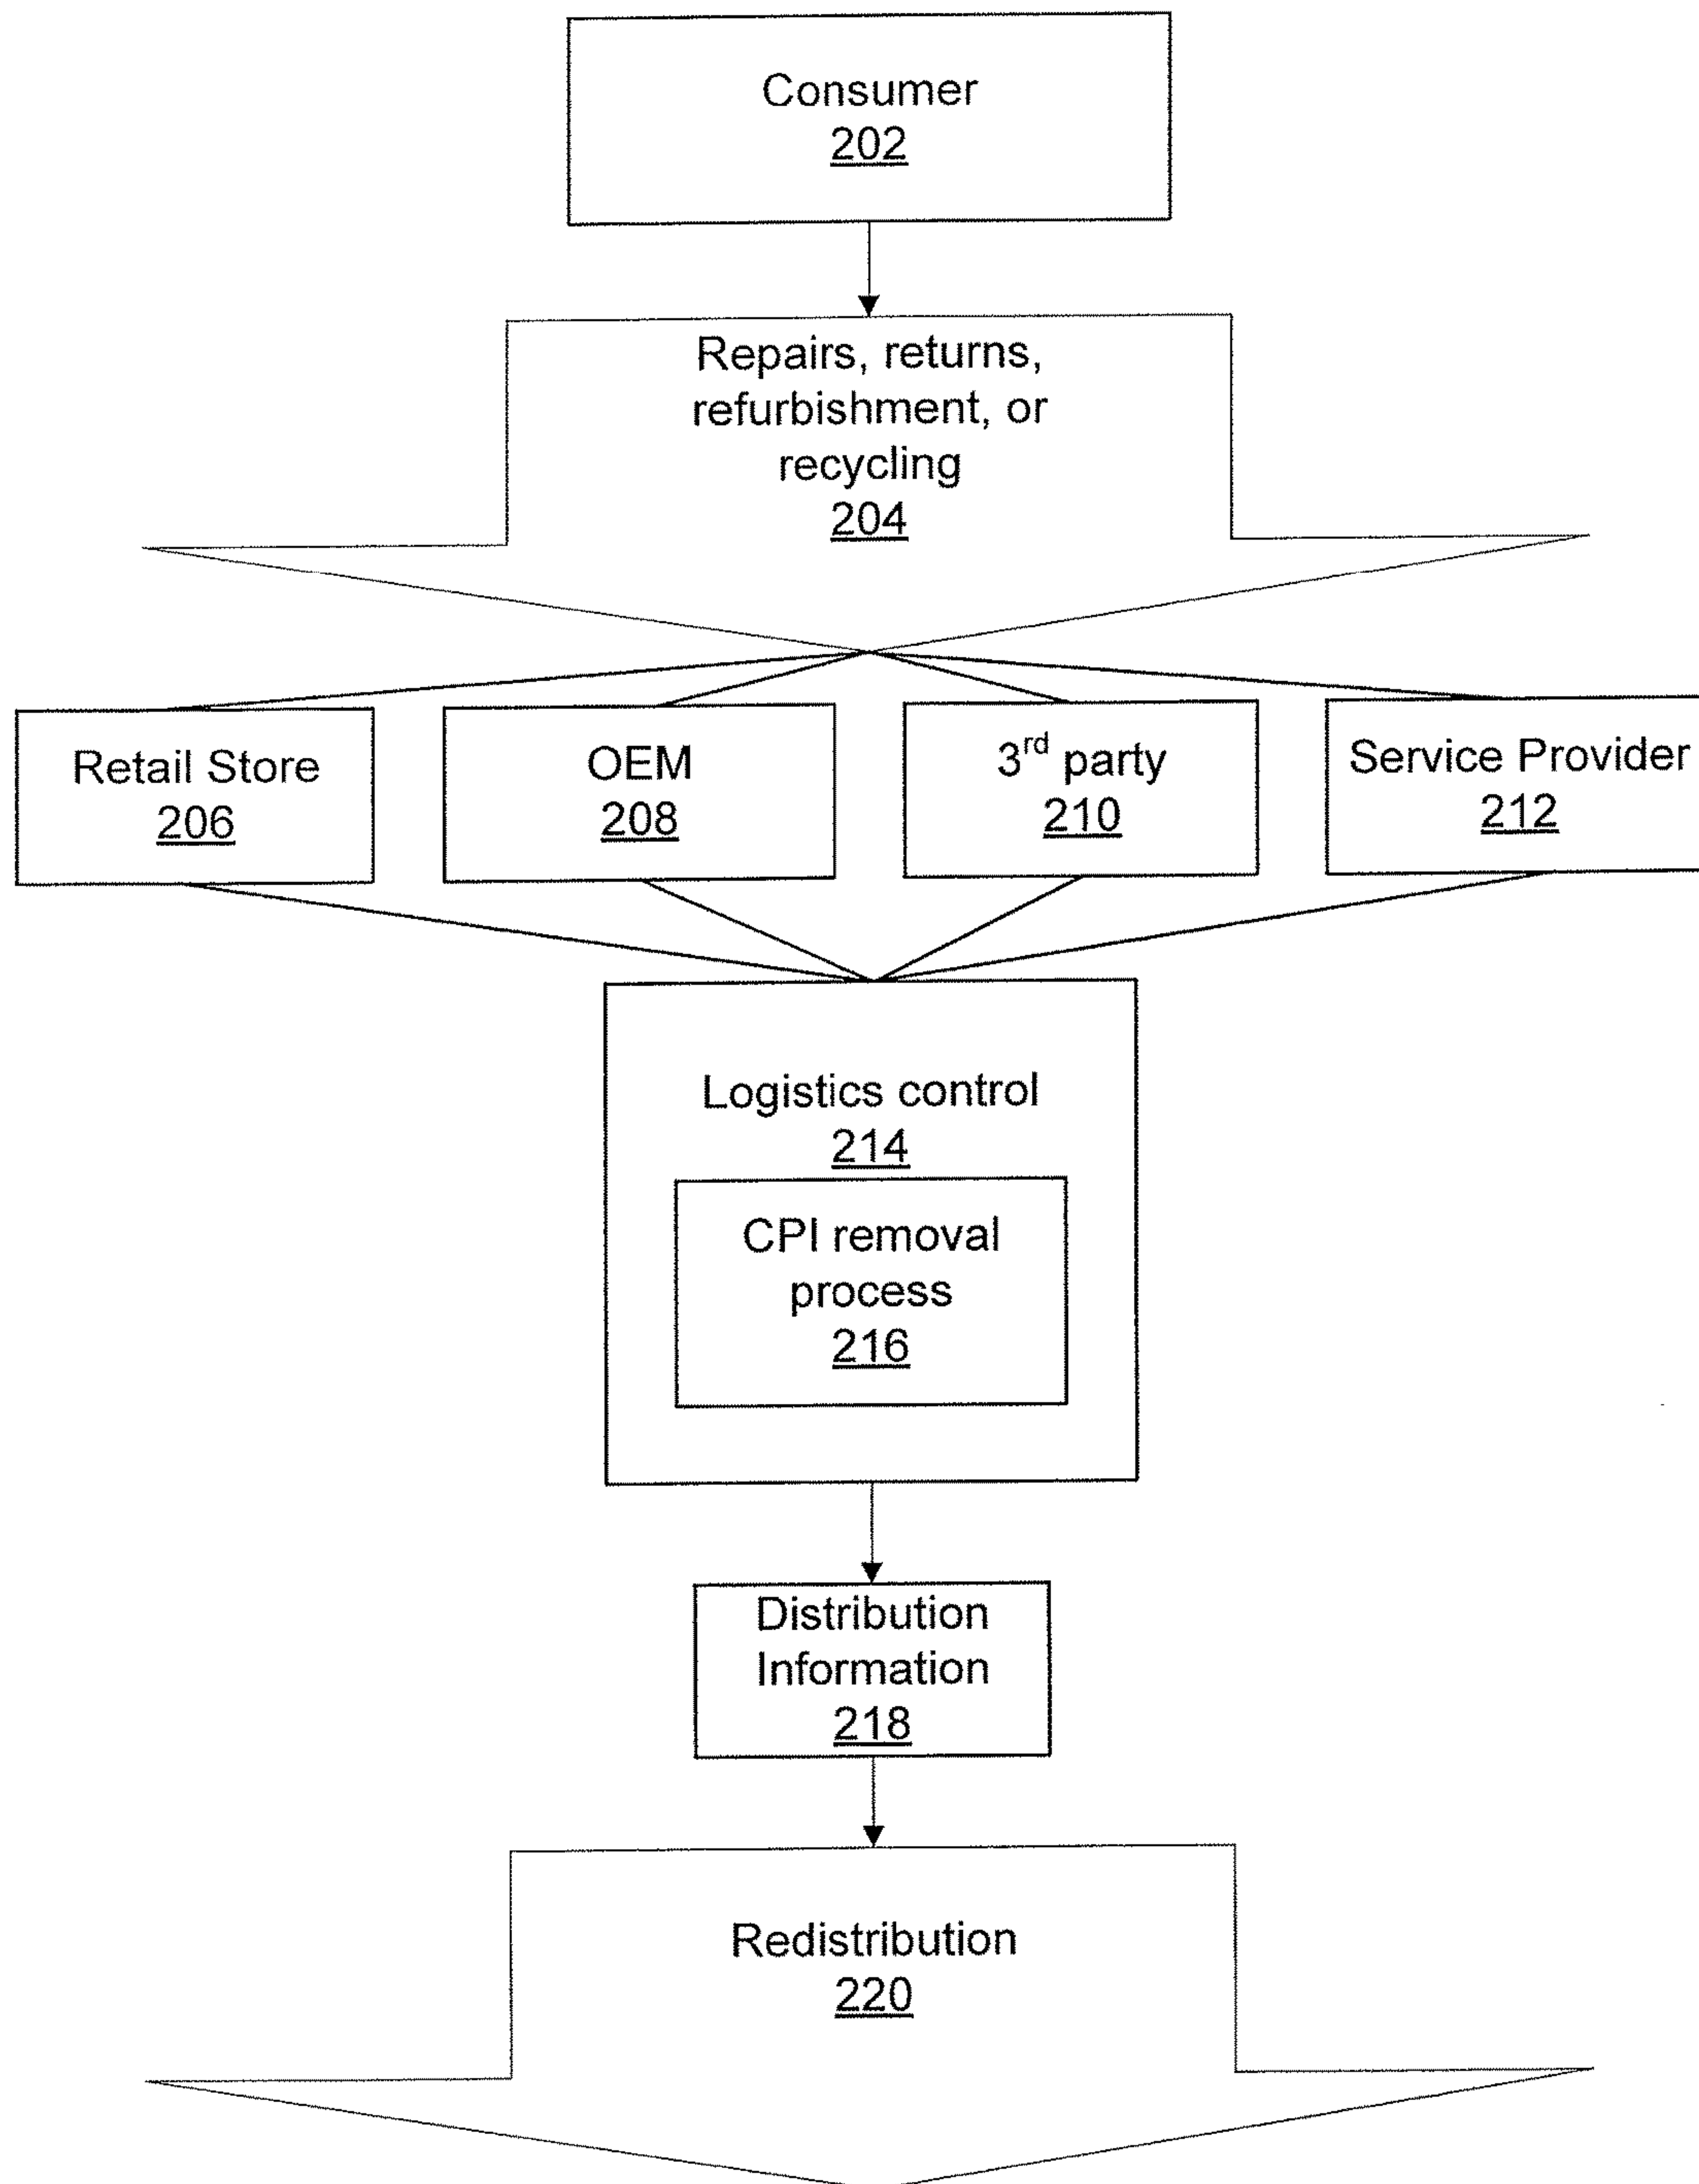 Consumer
202
Repairs, returns,
refurbishment, or
recycling
204
Retail Store
206
OEM
208
3rd party
210
Service Provider
212
Logistics control
214
CPI removal
process
216
Distribution
Information
218
Redistribution
220